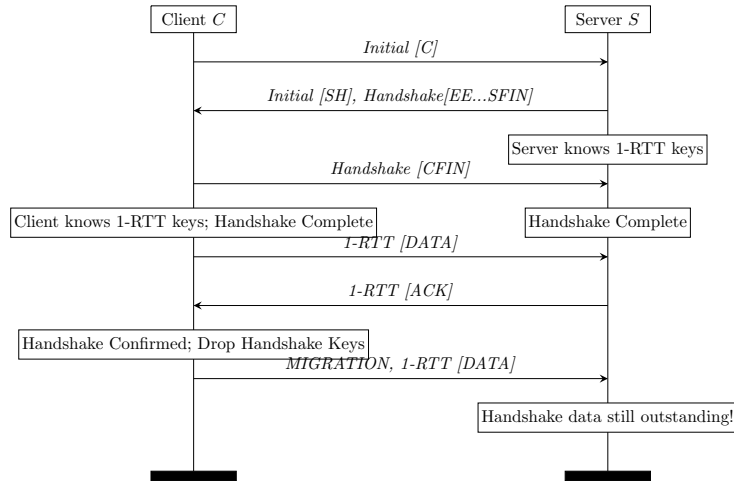 Client C
Server S
Initial [C]
Initial [SH], Handshake[EE...SFIN]
Server knows 1-RTT keys
Handshake [CFIN]
Client knows 1-RTT keys; Handshake Complete
Handshake Complete
1-RTT [DATA]
1-RTT [ACK]
Handshake Confirmed; Drop Handshake Keys
MIGRATION, 1-RTT [DATA]
Handshake data still outstanding!